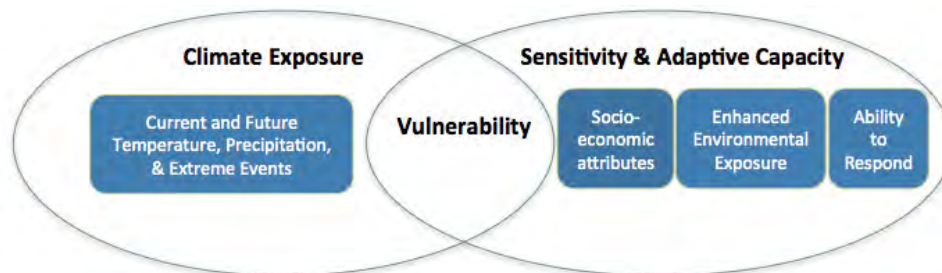 Climate Exposure
Current and Future
Temperature, Precipitation,
& Extreme Events
Vulnerability
Sensitivity & Adaptive Capacity
Socio-
economic
attributes
Enhanced
Environmental
Exposure
Ability
to
Respond